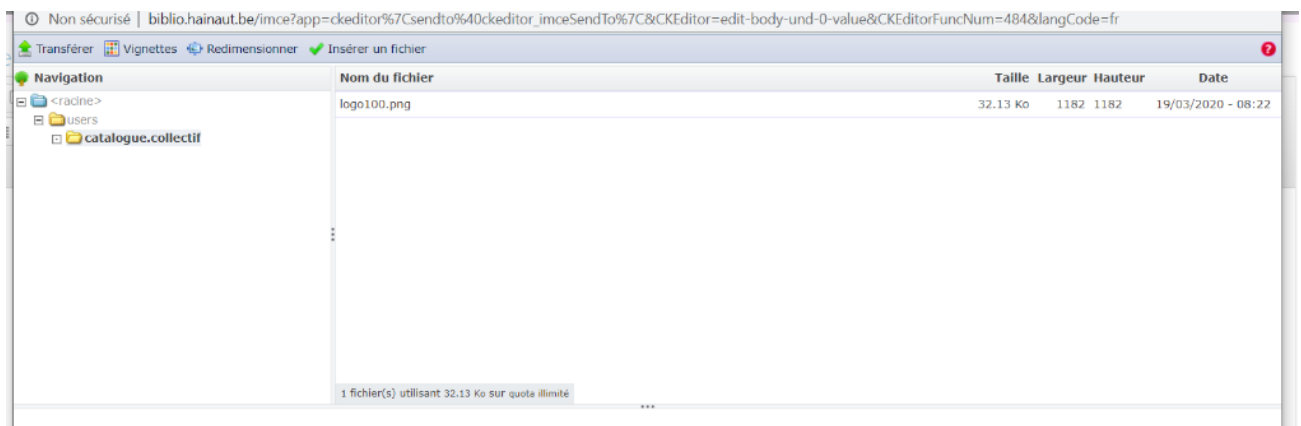 Non sécurisé | biblio.hainaut.be/imce?app=ckeditor%7Csendto%40ckeditor_imceSendTo%7C&CKEditor=edit-body-und-0-value&CKEditorFuncNum=484&langCode=fr
Transférer Vignettes Redimensionner Insérer un fichier
Navigation Nom du fichier Taille Largeur Hauteur Date
<racine> logo100.png 32.13 Ko 1182 1182 19/03/2020 - 08:22
users
catalogue.collectif
1 fichier(s) utilisant 32.13 Ko sur quota illimité